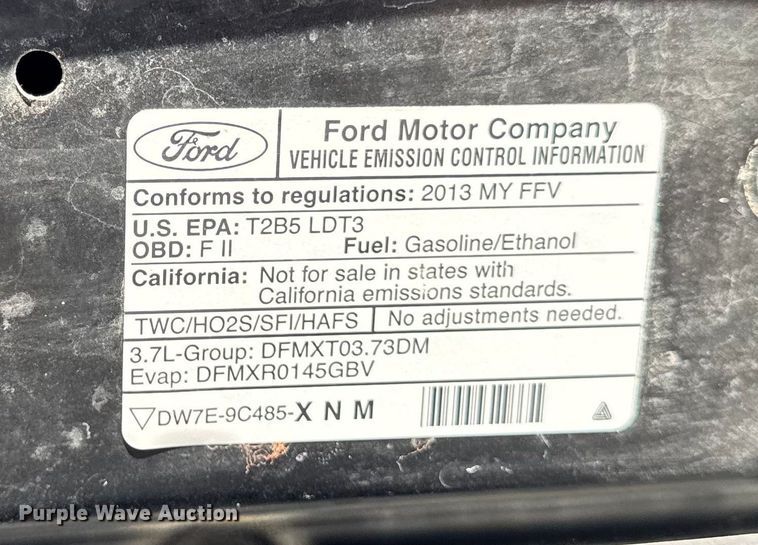 Ford
Ford Motor Company
VEHICLE EMISSION CONTROL INFORMATION
Conforms to regulations: 2013 MY FFV
U.S. EPA: T2B5 LDT3
OBD: F II Fuel: Gasoline/Ethanol
California: Not for sale in states with
California emissions standards.
TWC/HO2S/SFI/HAFS No adjustments needed.
3.7L-Group: DFMXT03.73DM
Evap: DFMXR0145GBV
DW7E-9C485-X N M
Purple Wave Auction